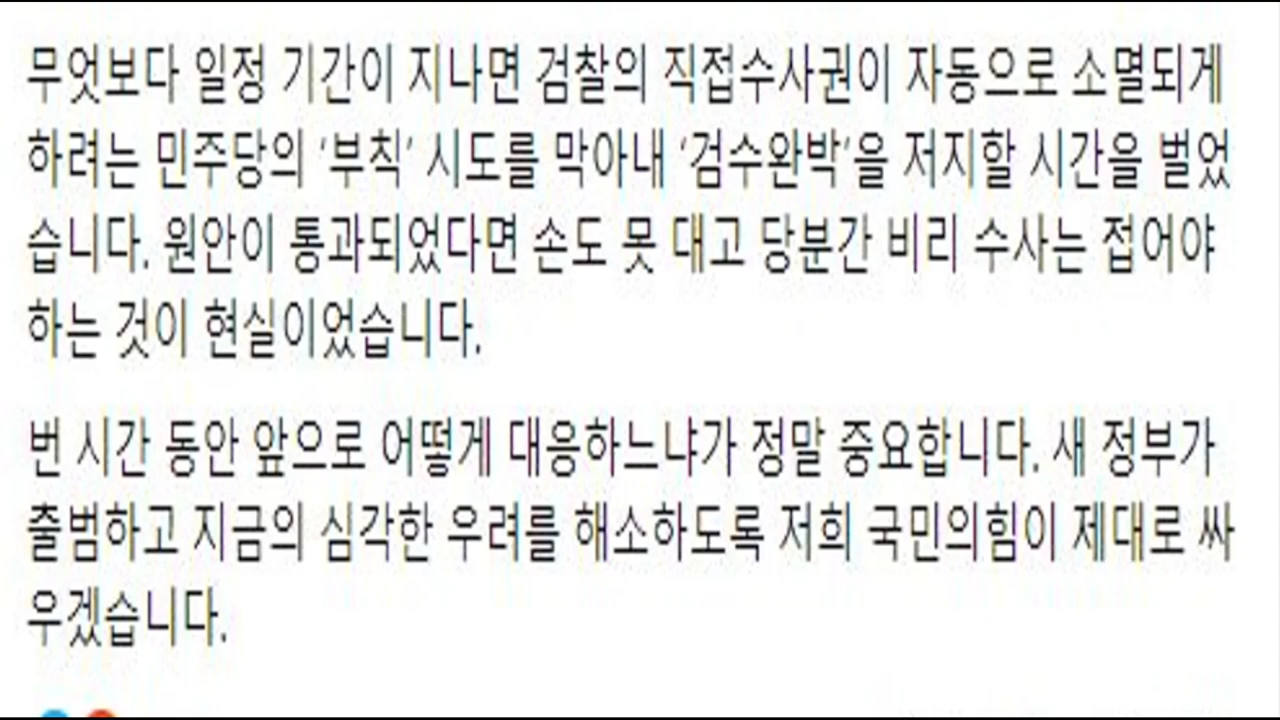 무엇보다 일정 기간이 지나면 검찰의 직접수사권이 자동으로 소멸되게
하려는 민주당의 '부칙' 시도를 막아내 '검수완박'을 저지할 시간을 벌었
습니다. 원안이 통과되었다면 손도 못 대고 당분간 비리 수사는 접어야
하는 것이 현실이었습니다.
번 시간 동안 앞으로 어떻게 대응하느냐가 정말 중요합니다. 새 정부가
출범하고 지금의 심각한 우려를 해소하도록 저희 국민의힘이 제대로 싸
우겠습니다.